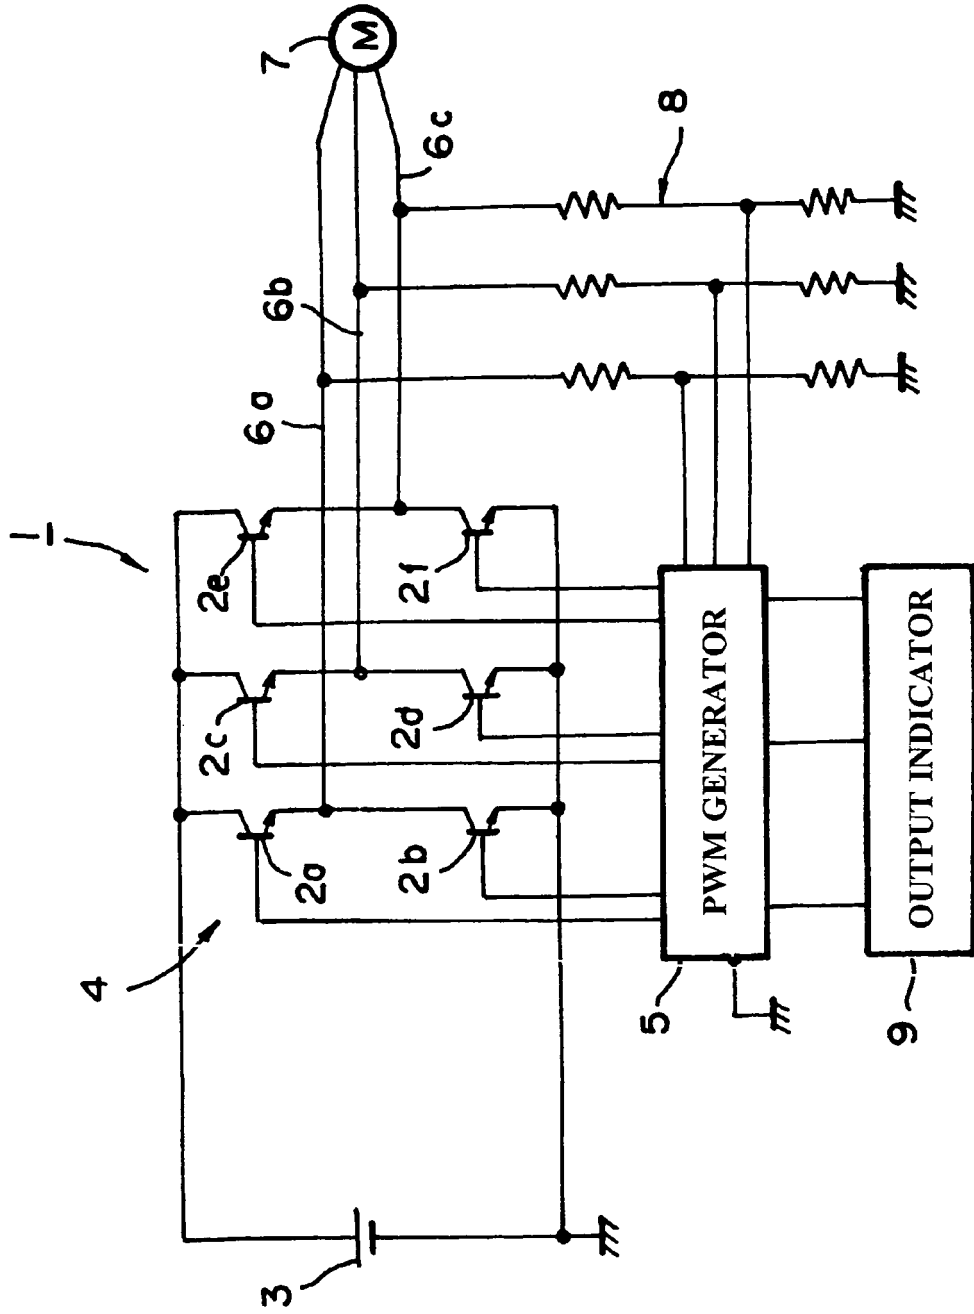 1
4
2c
2e
3
6a
6b
7
2a
M
2b
2d
2f
6c
5
8
PWM GENERATOR
9
OUTPUT INDICATOR